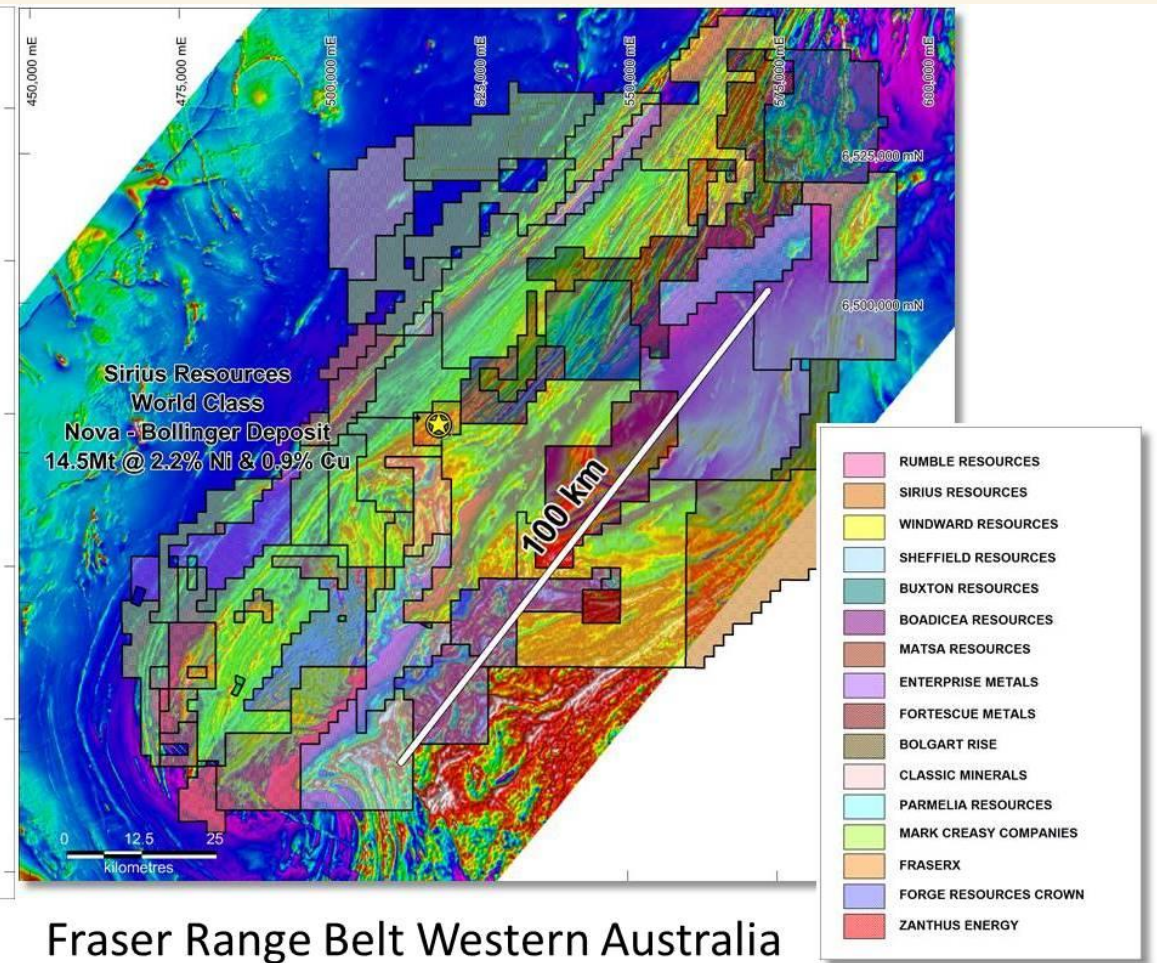 450,000 mE
475,000 mE
500,000 mE
525,000 mE
550,000 mE
575,000 mE
600,000 mE
6,525,000 mN
6,500,000 mN
Sirius Resources
World Class
Nova - Bollinger Deposit
14.5Mt @ 2.2% Ni & 0.9% Cu
100 km
0 12.5 25
kilometres
RUMBLE RESOURCES
SIRIUS RESOURCES
WINDWARD RESOURCES
SHEFFIELD RESOURCES
BUXTON RESOURCES
BOADICEA RESOURCES
MATSA RESOURCES
ENTERPRISE METALS
FORTESCUE METALS
BOLGART RISE
CLASSIC MINERALS
PARMELIA RESOURCES
MARK CREASY COMPANIES
FRASERX
FORGE RESOURCES CROWN
ZANTHUS ENERGY
Fraser Range Belt Western Australia